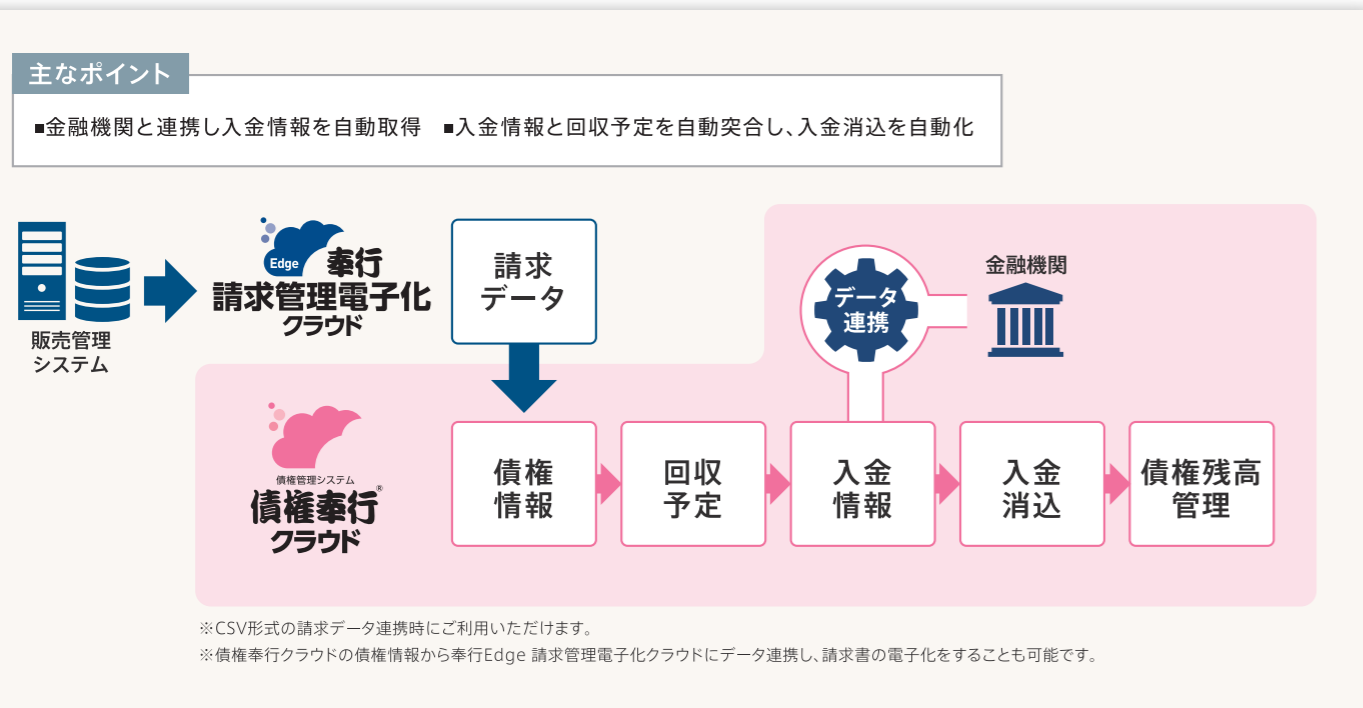 主なポイント
■金融機関と連携し入金情報を自動取得 ■入金情報と回収予定を自動突合し、入金消込を自動化
販売管理
システム
Edge 奉行
請求管理電子化
クラウド
請求
データ
データ
連携
金融機関
債権管理システム
債権奉行®
クラウド
債権
情報
回収
予定
入金
情報
入金
消込
債権残高
管理
※CSV形式の請求データ連携時にご利用いただけます。
※債権奉行クラウドの債権情報から奉行Edge 請求管理電子化クラウドにデータ連携し、請求書の電子化をすることも可能です。